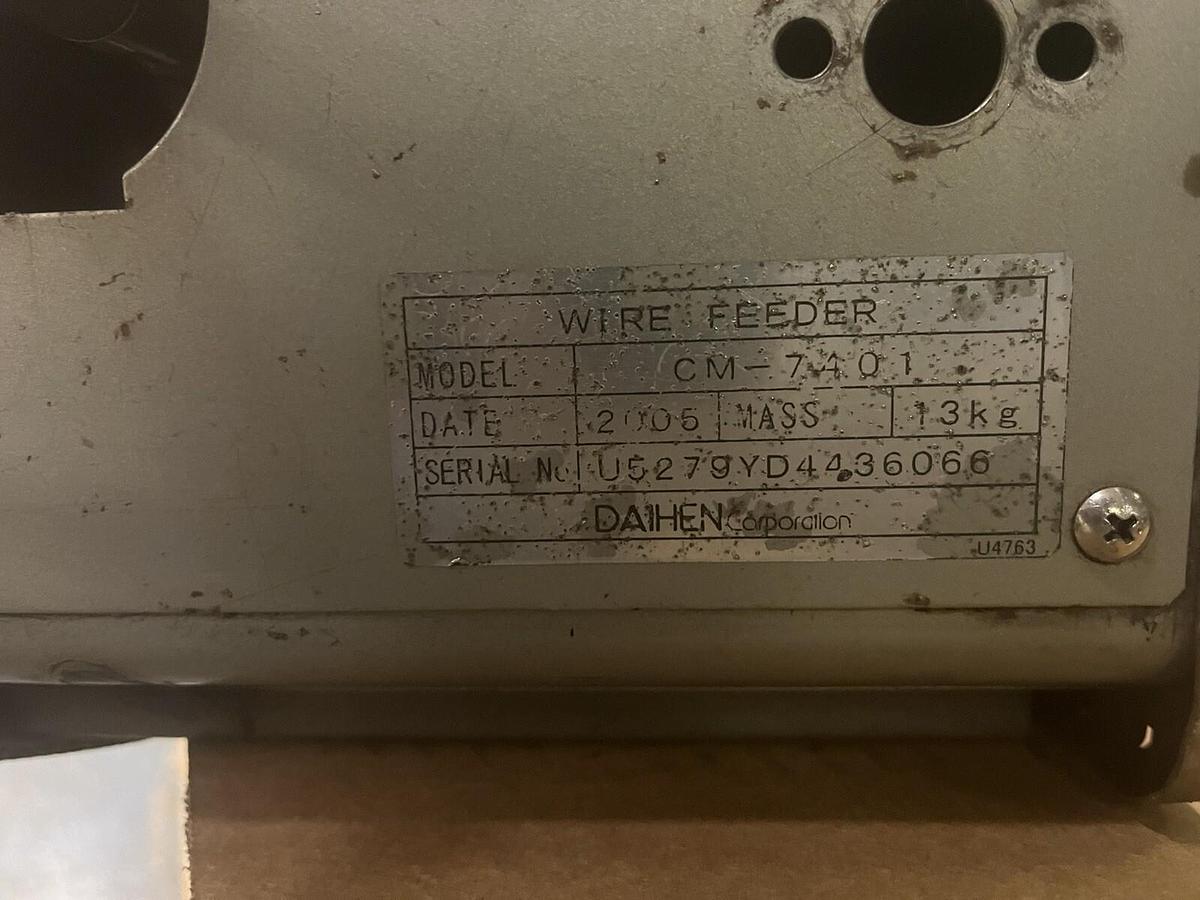 WIRE FEEDER
MODEL CM-7401
DATE 2005 MASS 13kg
SERIAL No U5279YD4436066
DAIHEN Corporation
U4763